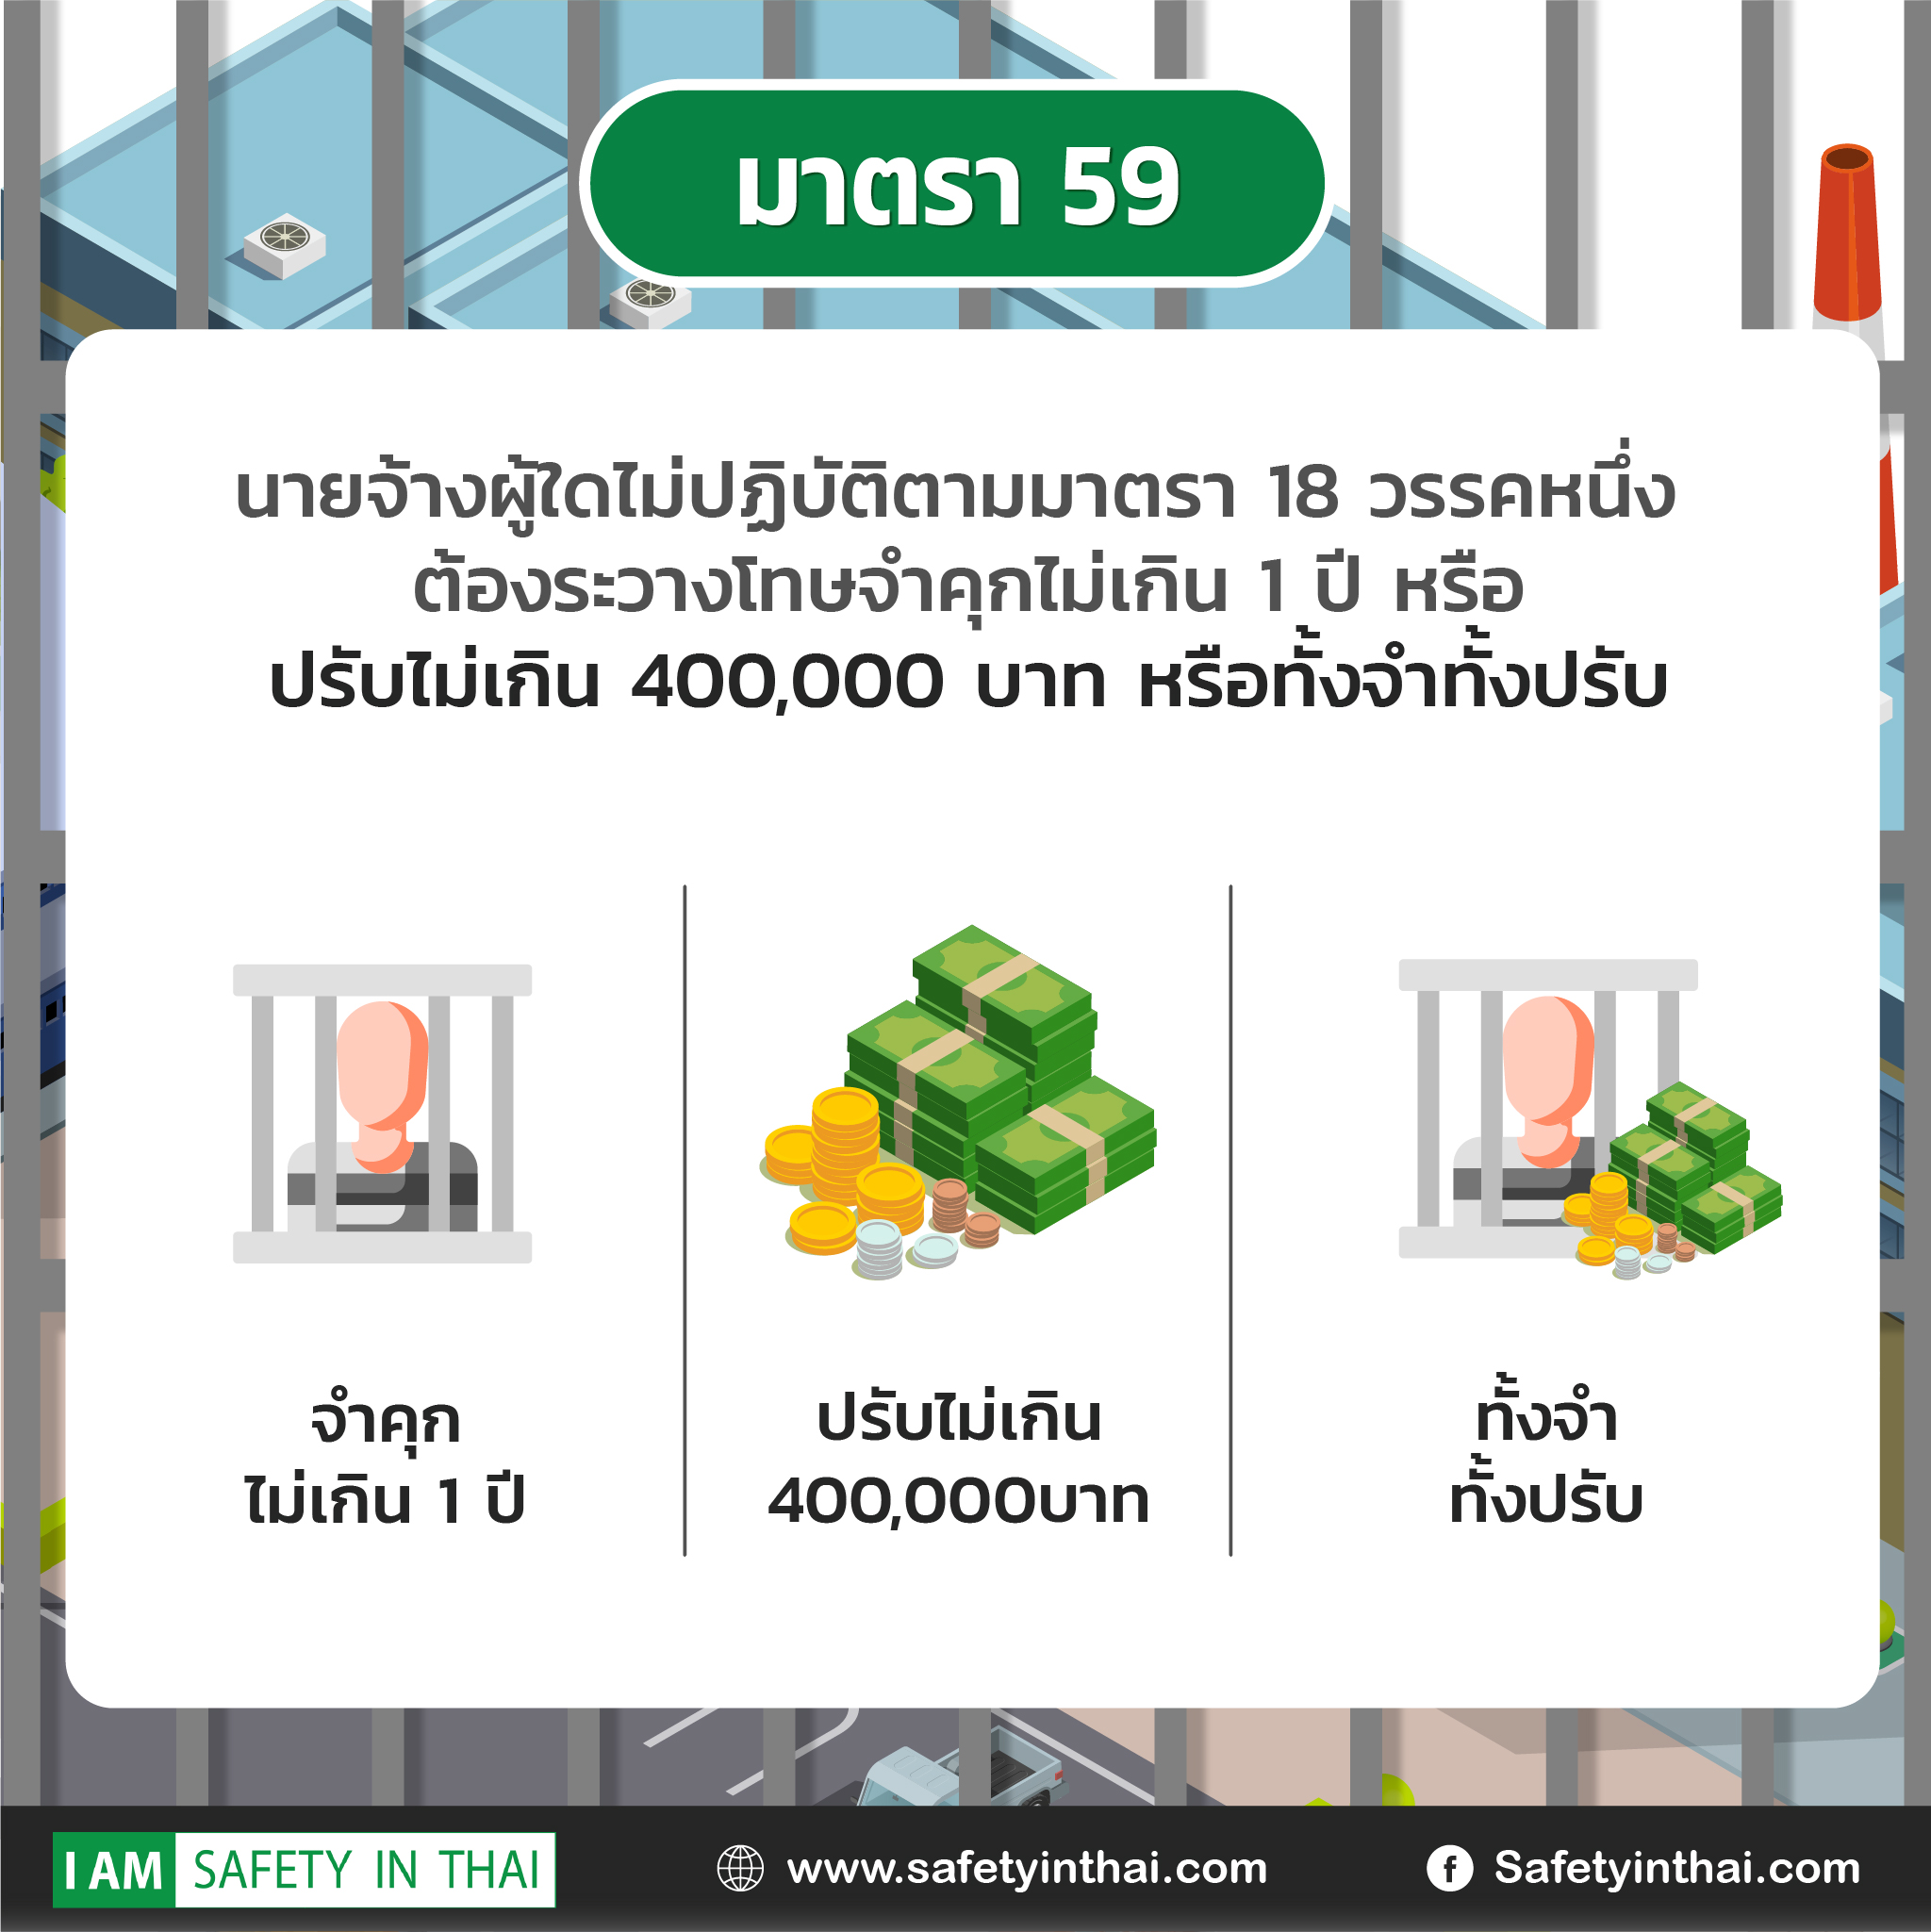 มาตรา 59
นายจ้างผู้ใดไม่ปฏิบัติตามมาตรา 18 วรรคหนึ่ง
ต้องระวางโทษจำคุกไม่เกิน 1 ปี หรือ
ปรับไม่เกิน 400,000 บาท หรือทั้งจำทั้งปรับ
จำคุก
ไม่เกิน 1 ปี
ปรับไม่เกิน
400,000บาท
ทั้งจำ
ทั้งปรับ
I AM SAFETY IN THAI
www.safetyinthai.com
Safetyinthai.com